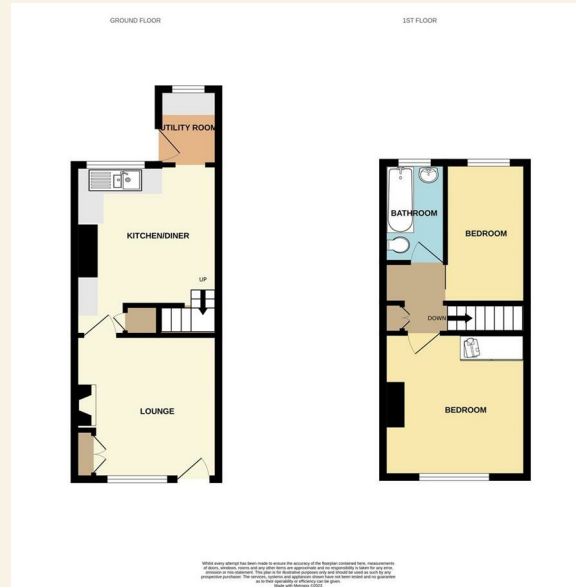 GROUND FLOOR
1ST FLOOR
UTILITY ROOM
KITCHEN/DINER
UP
BATHROOM
BEDROOM
DOWN
LOUNGE
BEDROOM
Whilst every attempt has been made to ensure the accuracy of the floorplan contained here, measurements
of doors, windows, rooms and any other items are approximate and no responsibility is taken for any error,
omission or mis-statement. This plan is for illustrative purposes only and should be used as such by any
prospective purchaser. The services, systems and appliances shown have not been tested and no guarantee
as to their operability or efficiency can be given.
Made with Metropix ©2023